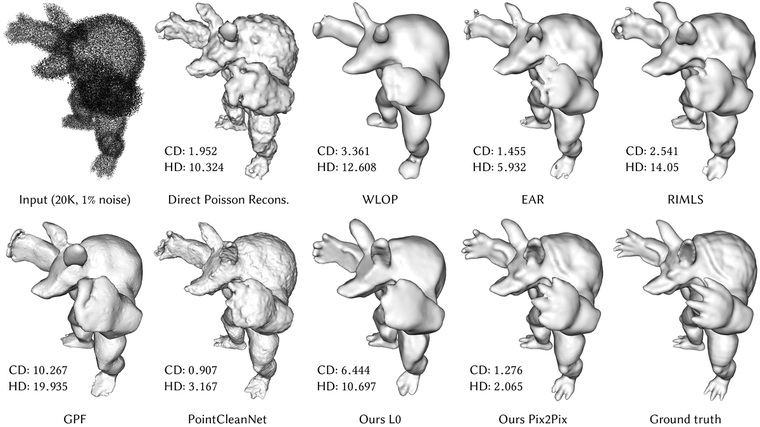 CD: 1.952
HD: 10.324
CD: 3.361
HD: 12.608
CD: 1.455
HD: 5.932
CD: 2.541
HD: 14.05
Input (20K, 1% noise)
Direct Poisson Recons.
WLOP
EAR
RIMLS
CD: 10.267
HD: 19.935
CD: 0.907
HD: 3.167
CD: 6.444
HD: 10.697
CD: 1.276
HD: 2.065
GPF
PointCleanNet
Ours L0
Ours Pix2Pix
Ground truth